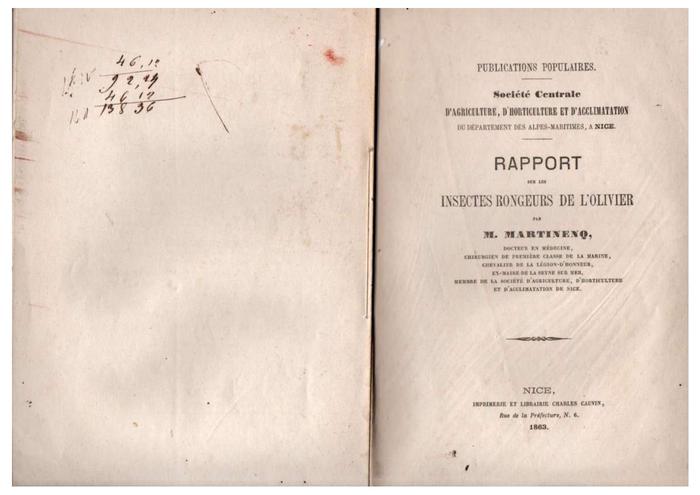 46,12
92,24
46 12
138 36
PUBLICATIONS POPULAIRES.
Société Centrale
D'AGRICULTURE, D'HORTICULTURE ET D'ACCLIMATATION
DU DÉPARTEMENT DES ALPES-MARITIMES, A NICE.
RAPPORT
SUR LES
INSECTES RONGEURS DE L'OLIVIER
PAR
M. MARTINENQ,
DOCTEUR EN MÉDECINE,
CHIRURGIEN DE PREMIÈRE CLASSE DE LA MARINE,
CHEVALIER DE LA LÉGION-D'HONNEUR,
EX-MAIRE DE LA SEYNE SUR MER,
MEMBRE DE LA SOCIÉTÉ D'AGRICULTURE, D'HORTICULTURE
ET D'ACCLIMATATION DE NICE.
NICE,
IMPRIMERIE ET LIBRAIRIE CHARLES CAUVIN,
Rue de la Préfecture, N. 6.
1863.